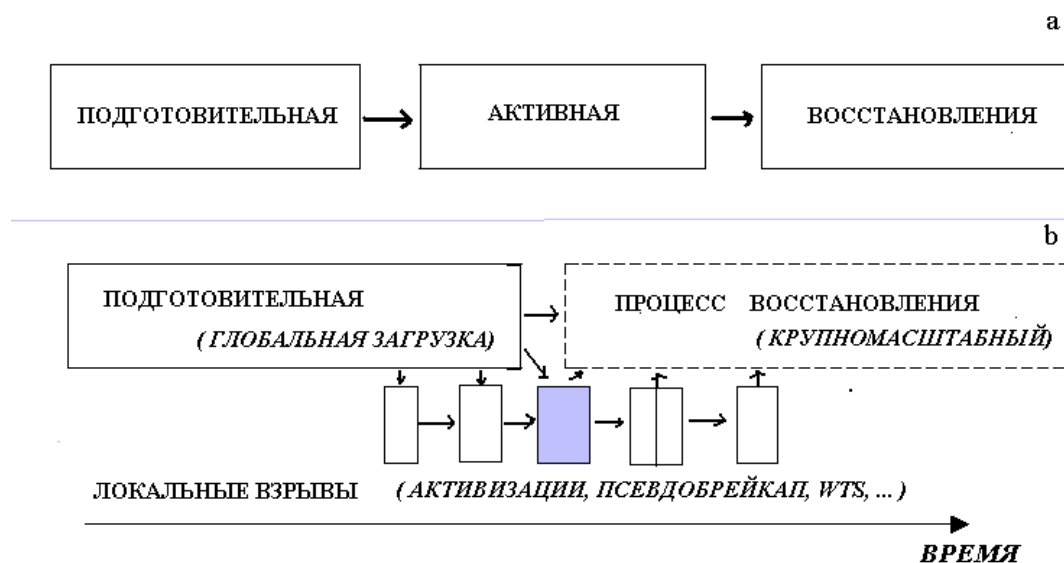 a
ПОДГОТОВИТЕЛЬНАЯ АКТИВНАЯ ВОССТАНОВЛЕНИЯ
b
ПОДГОТОВИТЕЛЬНАЯ
(ГЛОБАЛЬНАЯ ЗАГРУЗКА)
ПРОЦЕСС ВОССТАНОВЛЕНИЯ
(КРУПНОМАСШТАБНЫЙ)
ЛОКАЛЬНЫЕ ВЗРЫВЫ (АКТИВИЗАЦИИ, ПСЕВДОБРЕЙКАП, WTS, ...)
ВРЕМЯ